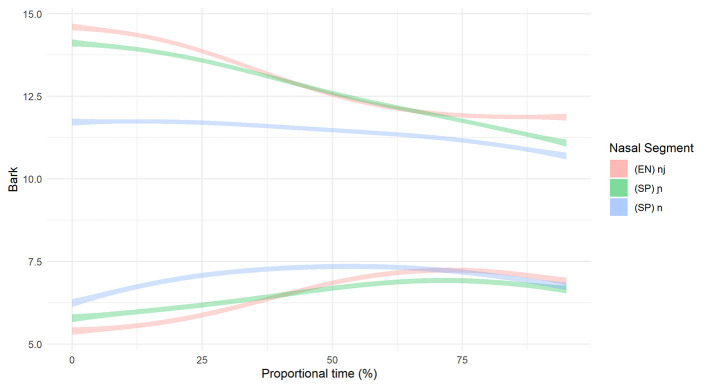 15.0
12.5
10.0
7.5
5.0
Bark
0
25
50
75
Proportional time (%)
Nasal Segment
(EN) nj
(SP) ɲ
(SP) n